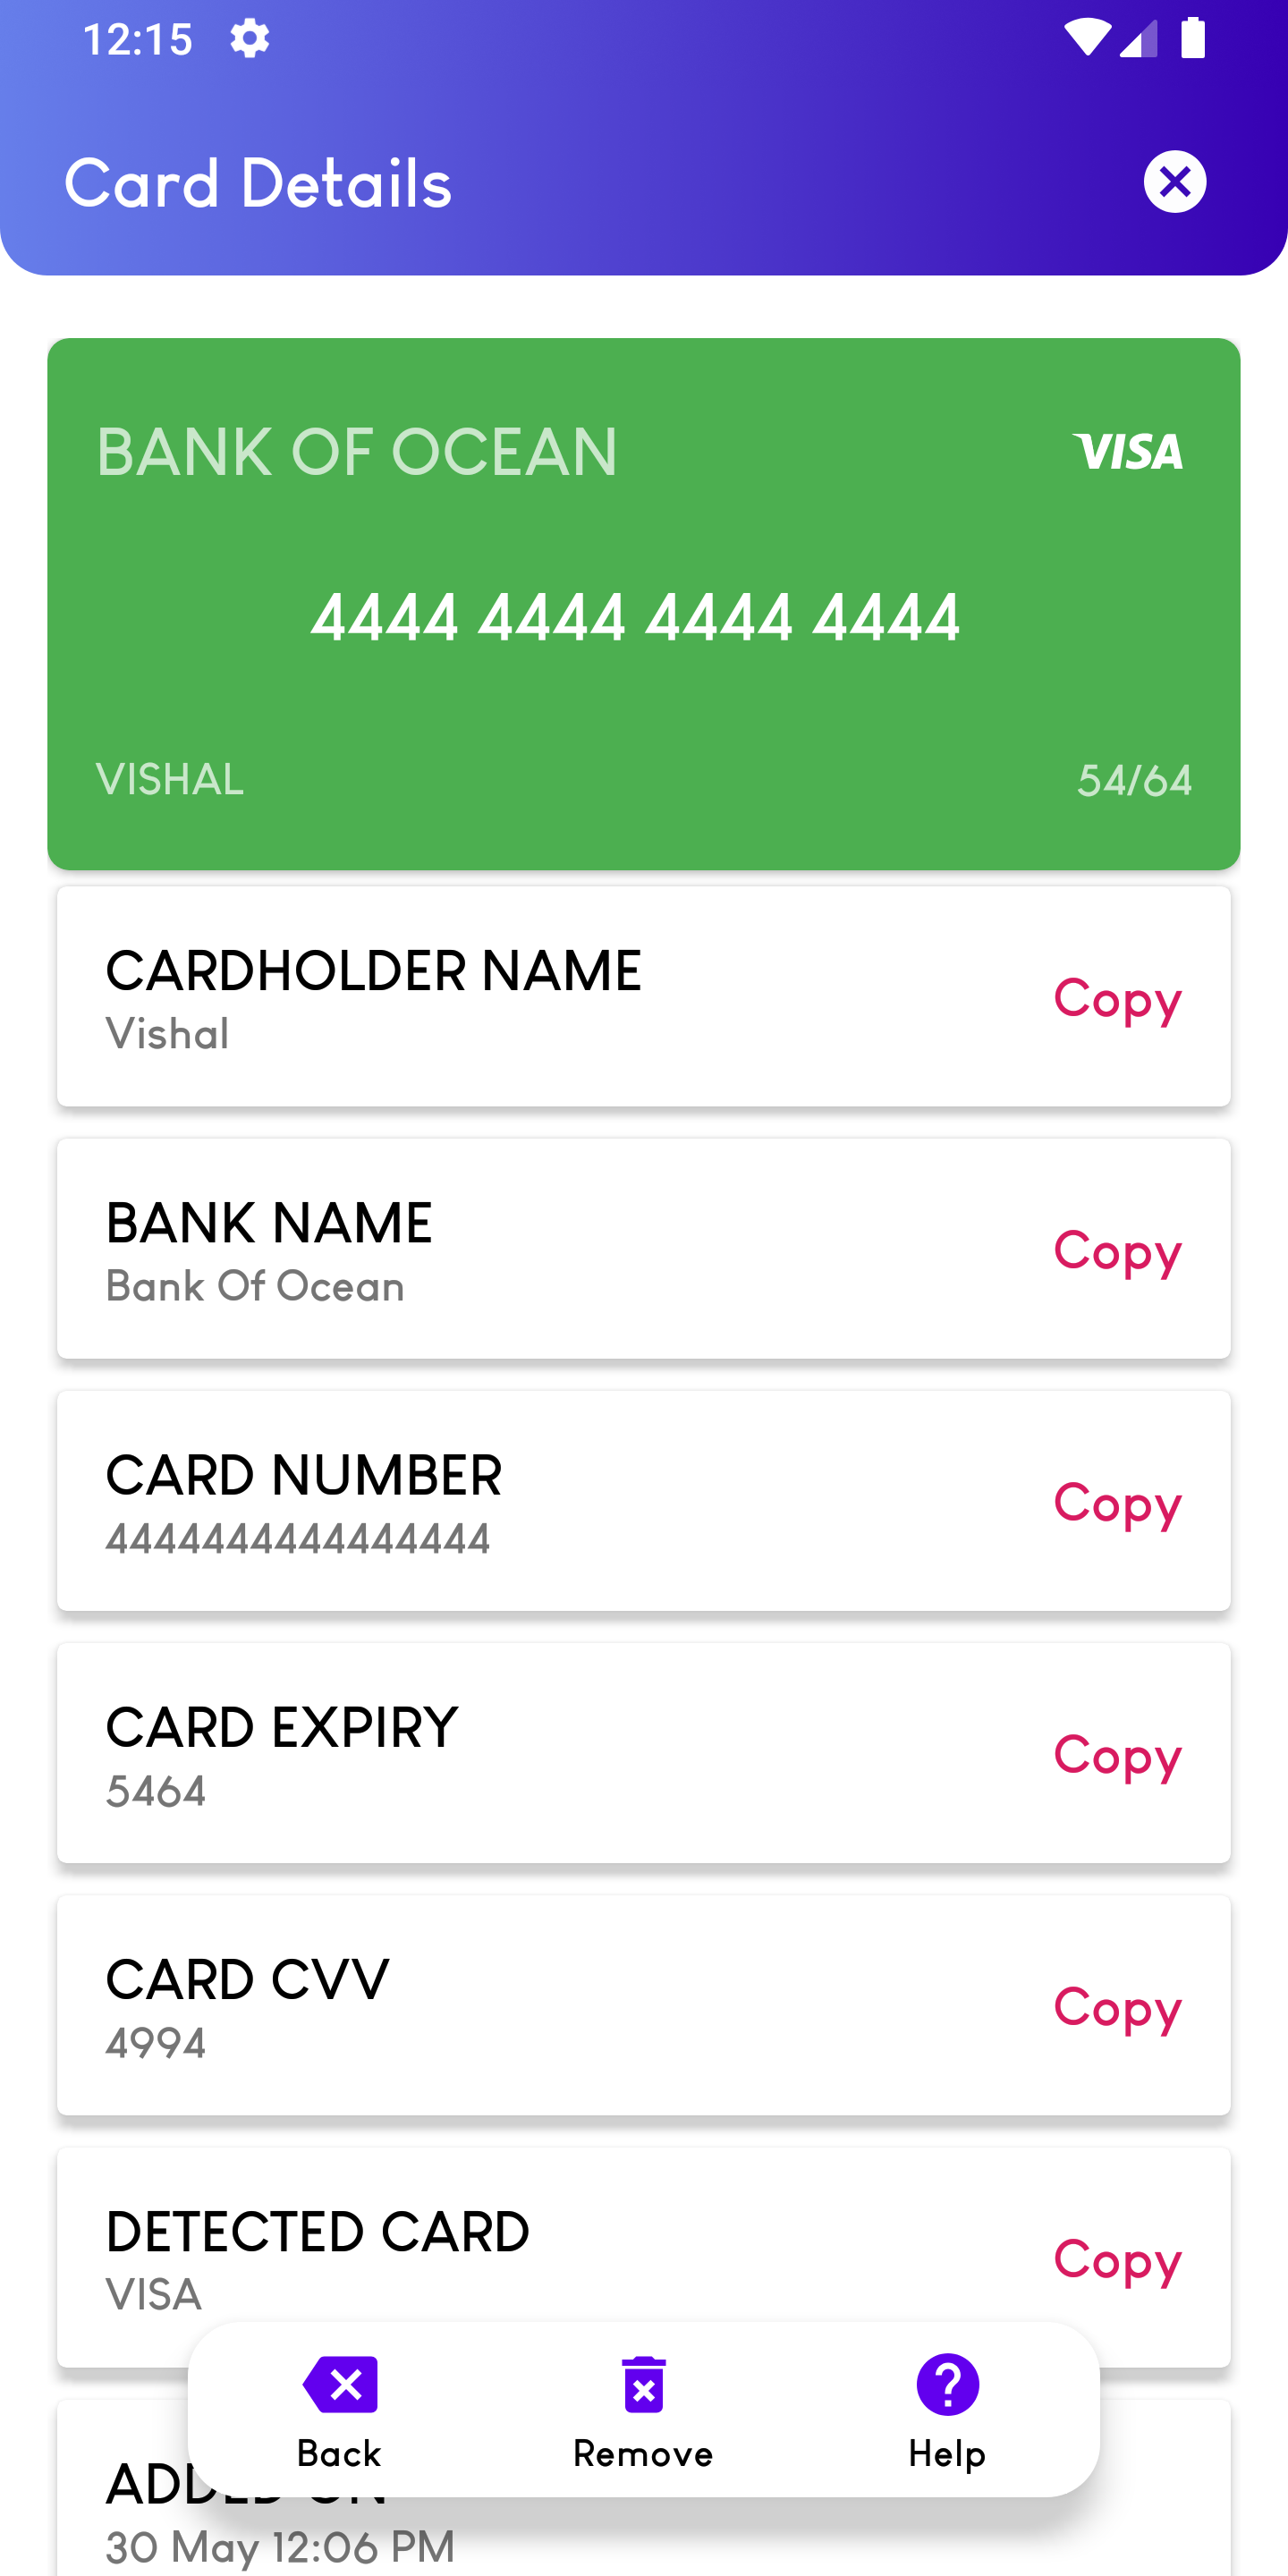 12:15
Card Details
BANK OF OCEAN VISA
4444 4444 4444 4444
VISHAL 54/64
CARDHOLDER NAME
Vishal
Copy
BANK NAME
Bank Of Ocean
Copy
CARD NUMBER
4444444444444444
Copy
CARD EXPIRY
5464
Copy
CARD CVV
4994
Copy
DETECTED CARD
VISA
Copy
ADDED ON
30 May 12:06 PM
Back Remove Help